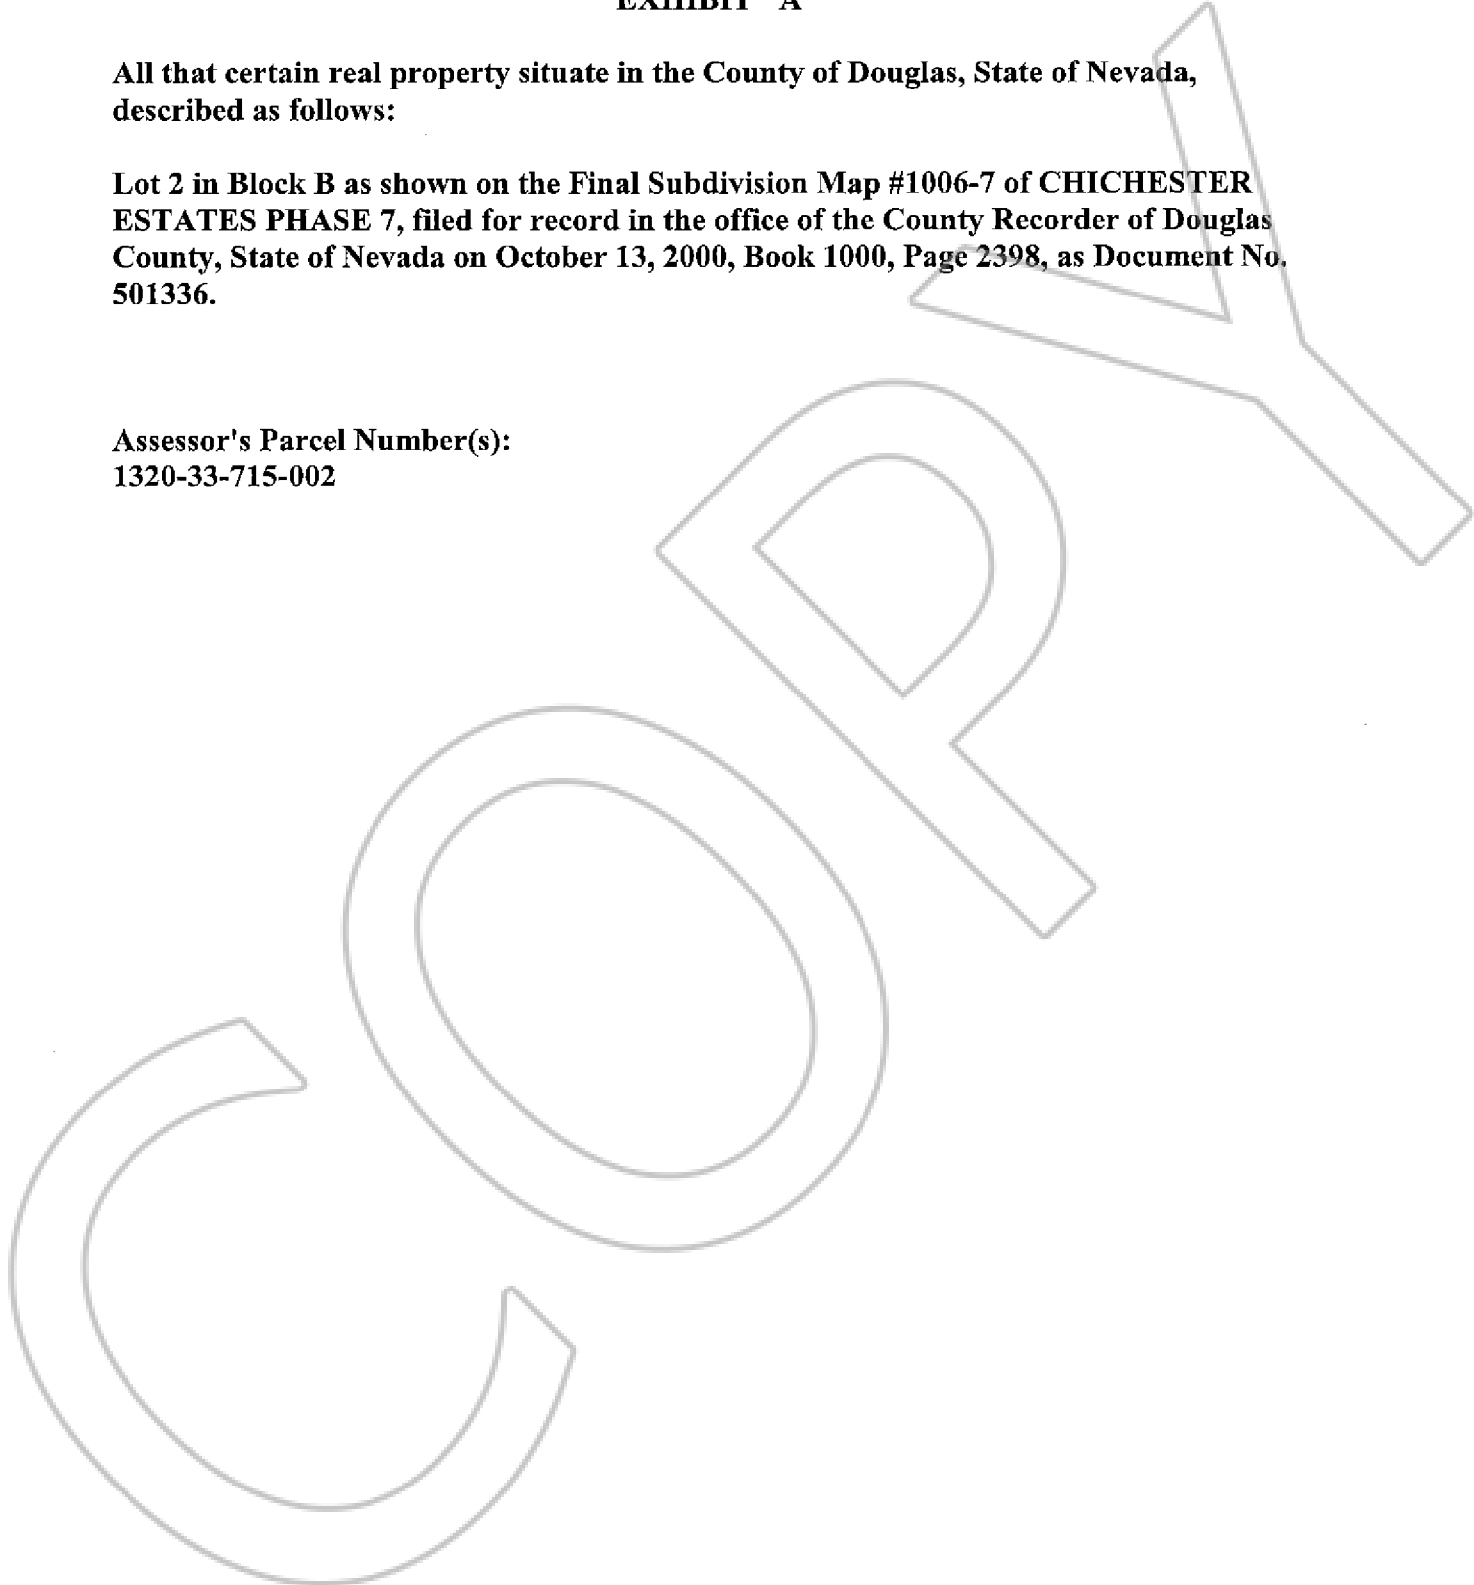 EXHIBIT "A"
All that certain real property situate in the County of Douglas, State of Nevada,
described as follows:
Lot 2 in Block B as shown on the Final Subdivision Map #1006-7 of CHICHESTER
ESTATES PHASE 7, filed for record in the office of the County Recorder of Douglas
County, State of Nevada on October 13, 2000, Book 1000, Page 2398, as Document No.
501336.
Assessor's Parcel Number(s):
1320-33-715-002
COPY